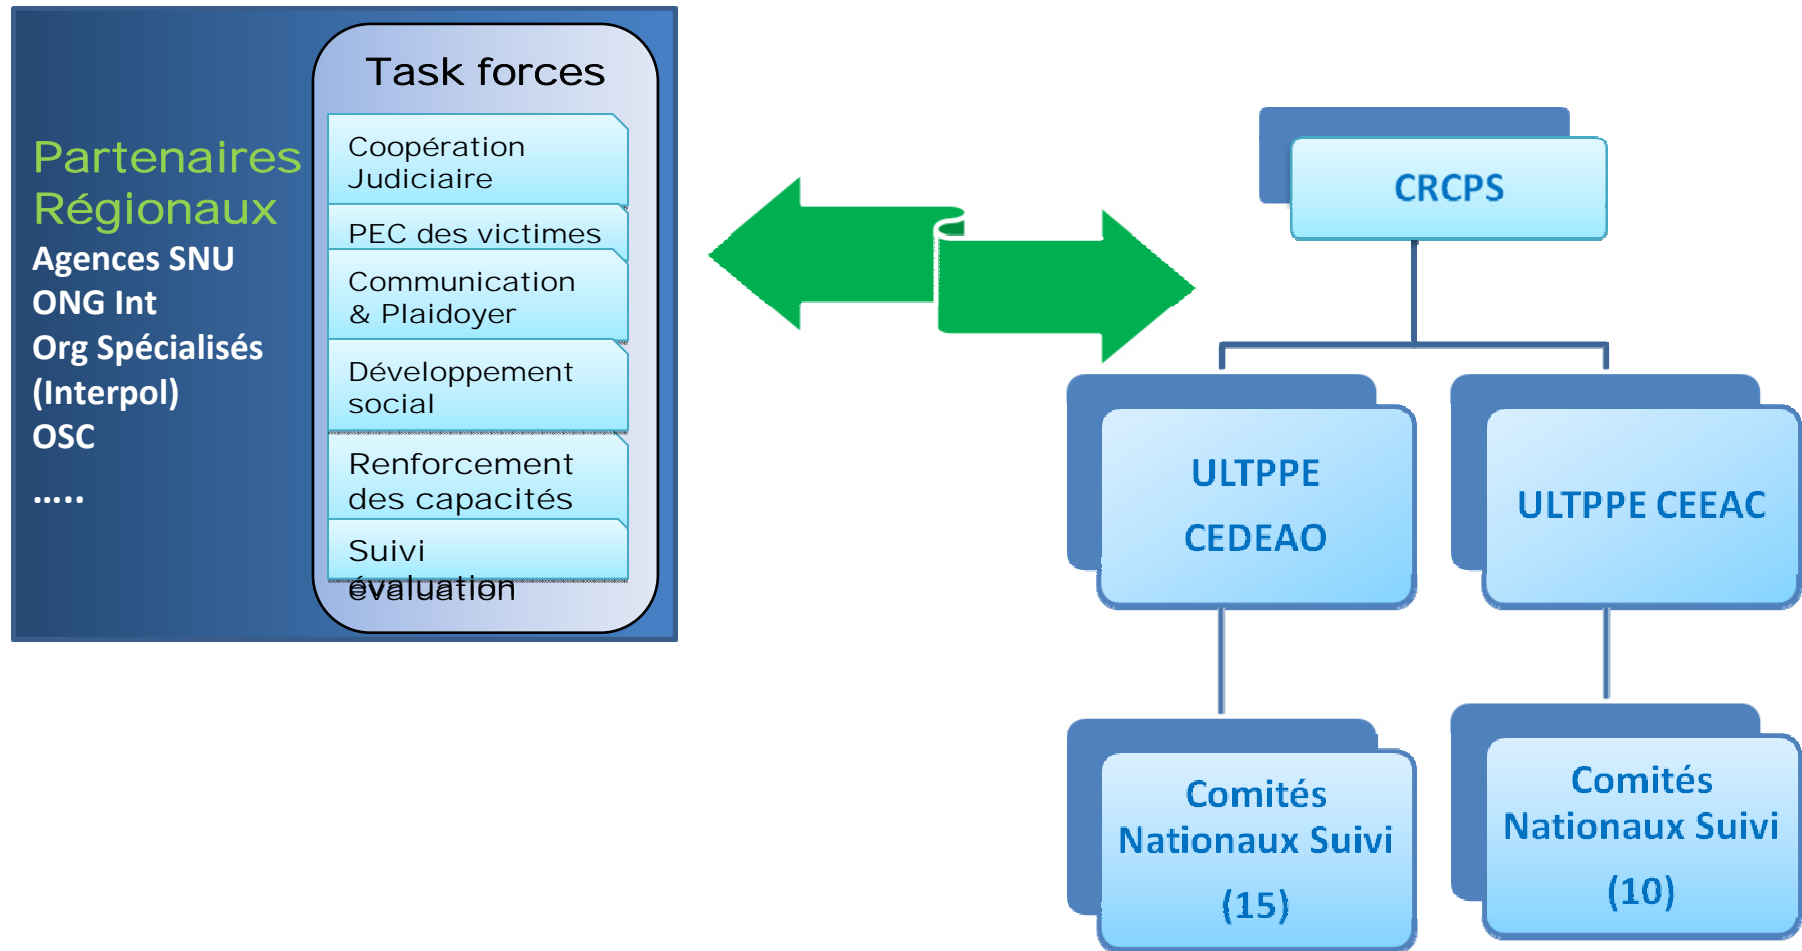 Partenaires
Régionaux
Agences SNU
ONG Int
Org Spécialisés
(Interpol)
OSC
.....
Task forces
Coopération
Judiciaire
PEC des victimes
Communication
& Plaidoyer
Développement
social
Renforcement
des capacités
Suivi
évaluation
CRCPS
ULTPPE
CEDEAO
ULTPPE CEEAC
Comités
Nationaux Suivi
(15)
Comités
Nationaux Suivi
(10)